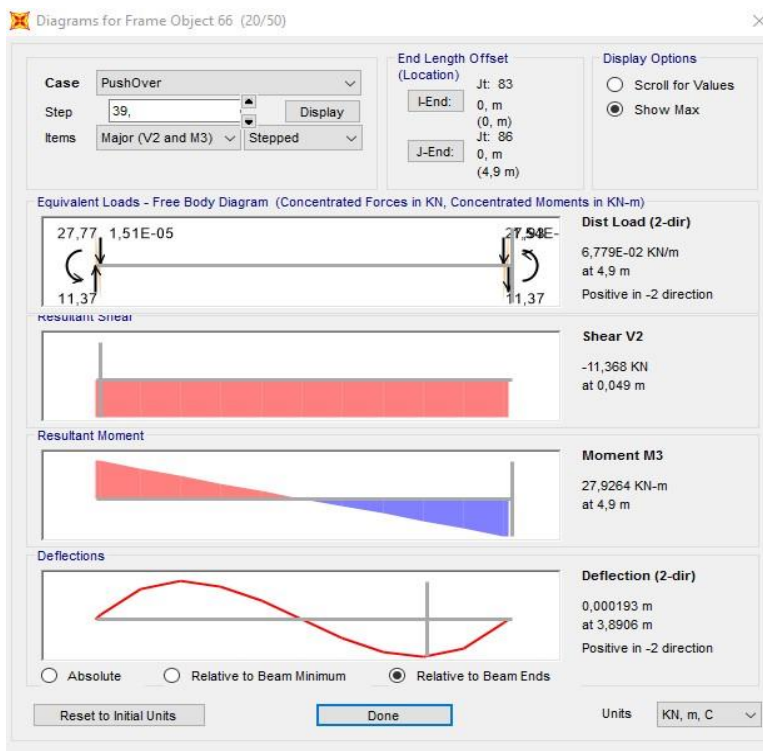 Diagrams for Frame Object 66 (20/50)
End Length Offset
(Location)
Display Options
Case PushOver
Jt: 83
Scroll for Values
Step 39, Display
I-End: 0, m
(0, m)
Show Max
Items Major (V2 and M3) Stepped
Jt: 86
J-End: 0, m
(4,9 m)
Equivalent Loads - Free Body Diagram (Concentrated Forces in KN, Concentrated Moments in KN-m)
Dist Load (2-dir)
27,77 1,51E-05
6,779E-02 KN/m
at 4,9 m
11,37 11,37
Positive in -2 direction
Resultant Shear
Shear V2
-11,368 KN
at 0,049 m
Resultant Moment
Moment M3
27,9264 KN-m
at 4,9 m
Deflections
Deflection (2-dir)
0,000193 m
at 3,8906 m
Positive in -2 direction
Absolute Relative to Beam Minimum Relative to Beam Ends
Reset to Initial Units Done Units KN, m, C